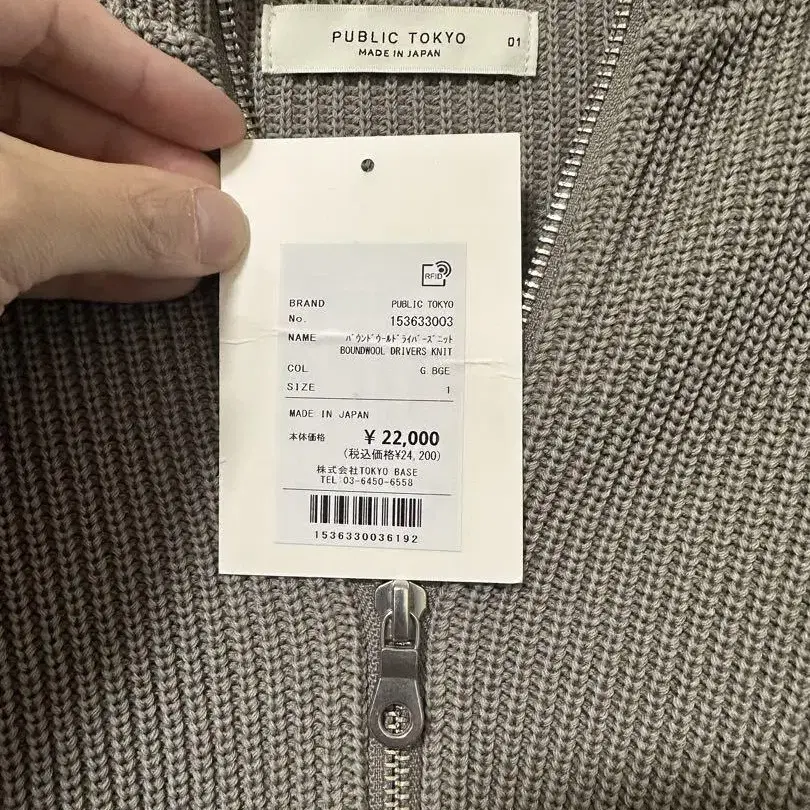 PUBLIC TOKYO 01
MADE IN JAPAN
RFID
BRAND PUBLIC TOKYO
No. 153633003
NAME ﾊﾞｳﾝﾄﾞｳｰﾙﾄﾞﾗｲﾊﾞｰｽﾞﾆｯﾄ
BOUNDWOOL DRIVERS KNIT
COL G.BGE
SIZE 1
MADE IN JAPAN
本体価格 ¥ 22,000
(税込価格¥24,200)
株式会社TOKYO BASE
TEL:03-6450-6558
1536330036192